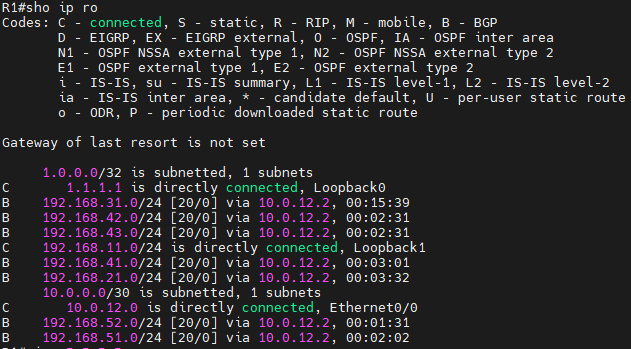 R1#sho ip ro
Codes: C - connected, S - static, R - RIP, M - mobile, B - BGP
       D - EIGRP, EX - EIGRP external, O - OSPF, IA - OSPF inter area
       N1 - OSPF NSSA external type 1, N2 - OSPF NSSA external type 2
       E1 - OSPF external type 1, E2 - OSPF external type 2
       i - IS-IS, su - IS-IS summary, L1 - IS-IS level-1, L2 - IS-IS level-2
       ia - IS-IS inter area, * - candidate default, U - per-user static route
       o - ODR, P - periodic downloaded static route
Gateway of last resort is not set
     1.0.0.0/32 is subnetted, 1 subnets
C       1.1.1.1 is directly connected, Loopback0
B    192.168.31.0/24 [20/0] via 10.0.12.2, 00:15:39
B    192.168.42.0/24 [20/0] via 10.0.12.2, 00:02:31
B    192.168.43.0/24 [20/0] via 10.0.12.2, 00:02:31
C    192.168.11.0/24 is directly connected, Loopback1
B    192.168.41.0/24 [20/0] via 10.0.12.2, 00:03:01
B    192.168.21.0/24 [20/0] via 10.0.12.2, 00:03:32
     10.0.0.0/30 is subnetted, 1 subnets
C       10.0.12.0 is directly connected, Ethernet0/0
B    192.168.52.0/24 [20/0] via 10.0.12.2, 00:01:31
B    192.168.51.0/24 [20/0] via 10.0.12.2, 00:02:02